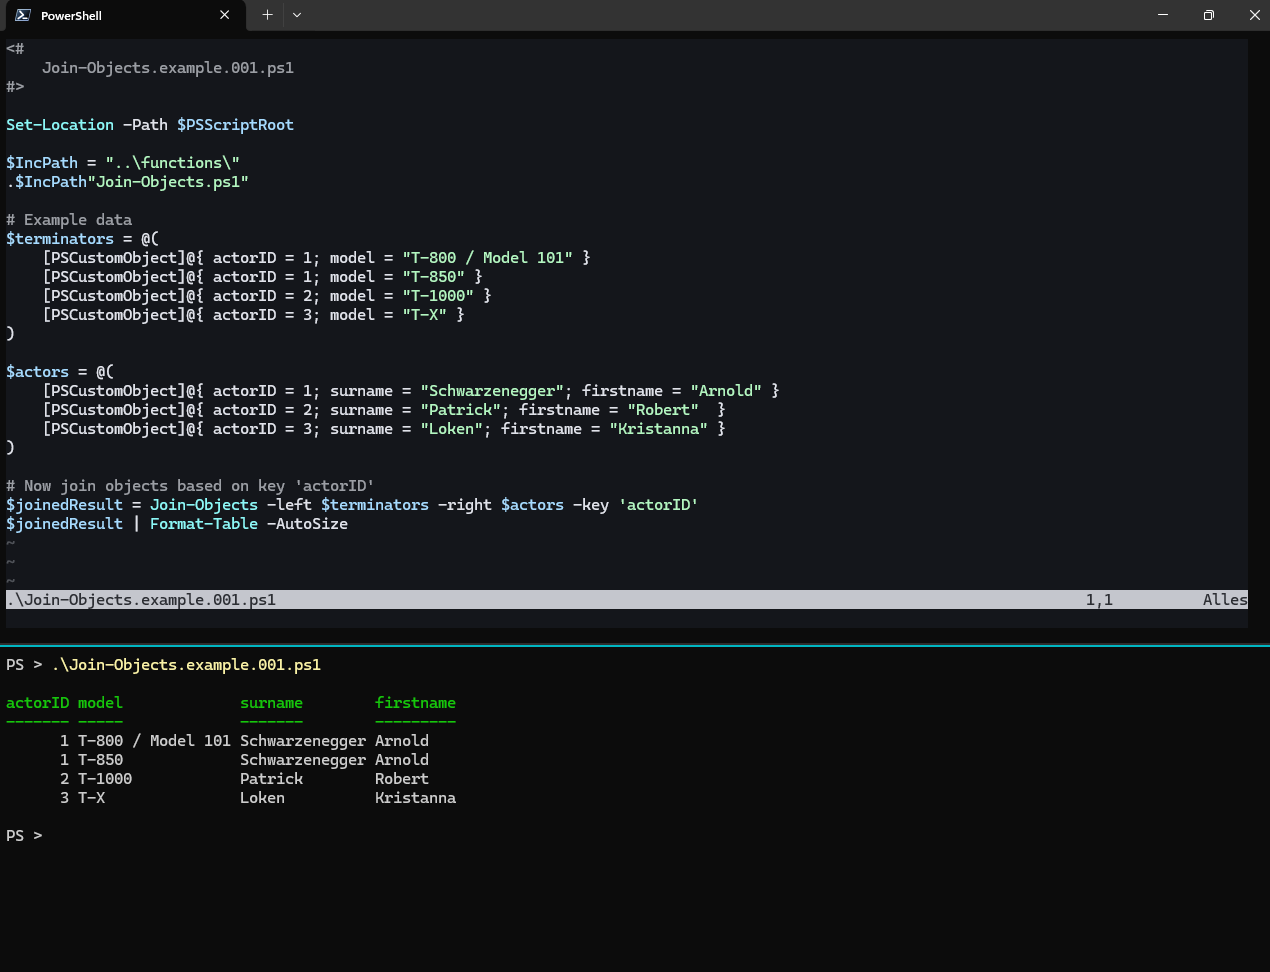 PowerShell
<#
    Join-Objects.example.001.ps1
#>
Set-Location -Path $PSScriptRoot
$IncPath = "..\functions\"
.$IncPath"Join-Objects.ps1"
# Example data
$terminators = @(
    [PSCustomObject]@{ actorID = 1; model = "T-800 / Model 101" }
    [PSCustomObject]@{ actorID = 1; model = "T-850" }
    [PSCustomObject]@{ actorID = 2; model = "T-1000" }
    [PSCustomObject]@{ actorID = 3; model = "T-X" }
)
$actors = @(
    [PSCustomObject]@{ actorID = 1; surname = "Schwarzenegger"; firstname = "Arnold" }
    [PSCustomObject]@{ actorID = 2; surname = "Patrick"; firstname = "Robert"  }
    [PSCustomObject]@{ actorID = 3; surname = "Loken"; firstname = "Kristanna" }
)
# Now join objects based on key 'actorID'
$joinedResult = Join-Objects -left $terminators -right $actors -key 'actorID'
$joinedResult | Format-Table -AutoSize
~
~
~
.\Join-Objects.example.001.ps1 1,1 Alles
PS > .\Join-Objects.example.001.ps1
actorID model             surname        firstname
------- -----             -------        ---------
      1 T-800 / Model 101 Schwarzenegger Arnold
      1 T-850             Schwarzenegger Arnold
      2 T-1000            Patrick        Robert
      3 T-X               Loken          Kristanna
PS >